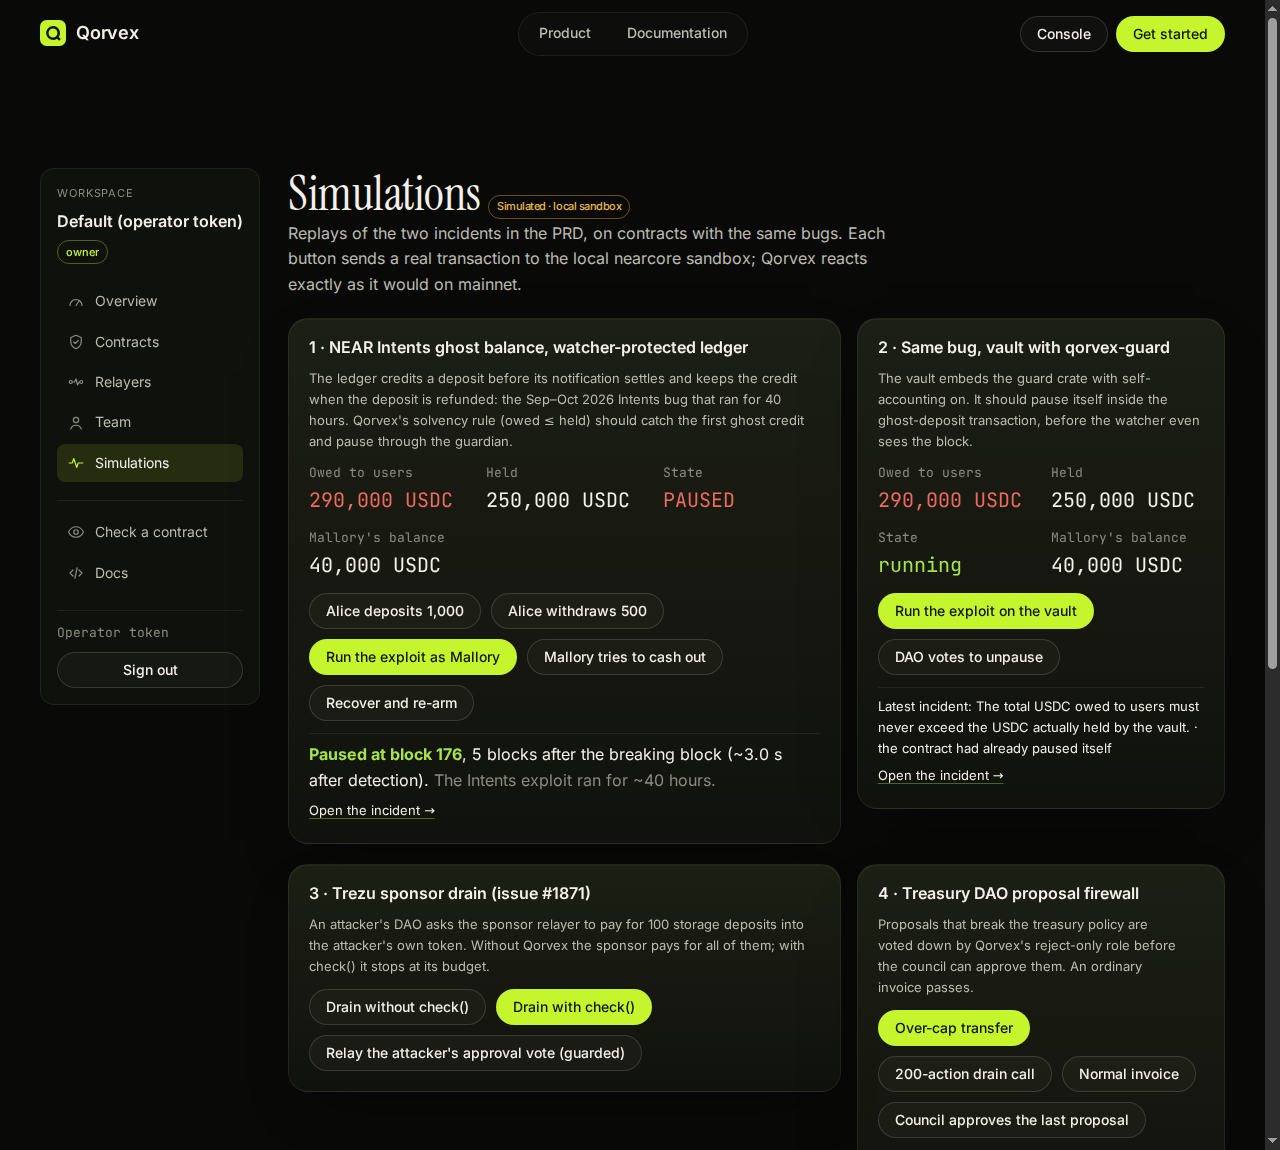 Qorvex
Product
Documentation
Console
Get started
WORKSPACE
Default (operator token)
owner
Overview
Contracts
Relayers
Team
Simulations
Check a contract
Docs
Operator token
Sign out
Simulations
Simulated · local sandbox
Replays of the two incidents in the PRD, on contracts with the same bugs. Each
button sends a real transaction to the local nearcore sandbox; Qorvex reacts
exactly as it would on mainnet.
1 · NEAR Intents ghost balance, watcher-protected ledger
The ledger credits a deposit before its notification settles and keeps the credit
when the deposit is refunded: the Sep–Oct 2026 Intents bug that ran for 40
hours. Qorvex's solvency rule (owed ≤ held) should catch the first ghost credit
and pause through the guardian.
Owed to users
290,000 USDC
Held
250,000 USDC
State
PAUSED
Mallory's balance
40,000 USDC
Alice deposits 1,000
Alice withdraws 500
Run the exploit as Mallory
Mallory tries to cash out
Recover and re-arm
Paused at block 176, 5 blocks after the breaking block (~3.0 s
after detection). The Intents exploit ran for ~40 hours.
Open the incident →
2 · Same bug, vault with qorvex-guard
The vault embeds the guard crate with self-
accounting on. It should pause itself inside the
ghost-deposit transaction, before the watcher even
sees the block.
Owed to users
290,000 USDC
Held
250,000 USDC
State
running
Mallory's balance
40,000 USDC
Run the exploit on the vault
DAO votes to unpause
Latest incident: The total USDC owed to users must
never exceed the USDC actually held by the vault. ·
the contract had already paused itself
Open the incident →
3 · Trezu sponsor drain (issue #1871)
An attacker's DAO asks the sponsor relayer to pay for 100 storage deposits into
the attacker's own token. Without Qorvex the sponsor pays for all of them; with
check() it stops at its budget.
Drain without check()
Drain with check()
Relay the attacker's approval vote (guarded)
4 · Treasury DAO proposal firewall
Proposals that break the treasury policy are
voted down by Qorvex's reject-only role before
the council can approve them. An ordinary
invoice passes.
Over-cap transfer
200-action drain call
Normal invoice
Council approves the last proposal